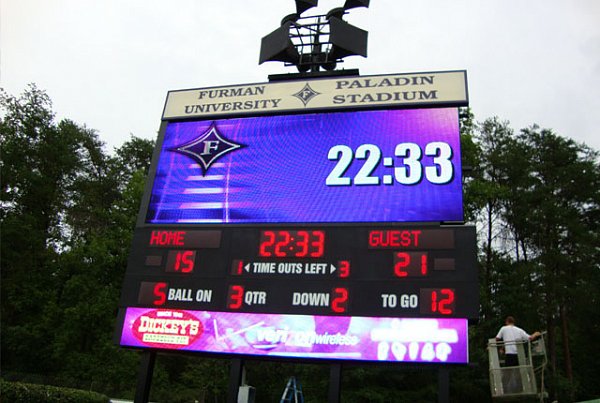 FURMAN UNIVERSITY
PALADIN STADIUM
F
F
22:33
HOME 22:33 GUEST
15 1 TIME OUTS LEFT 3 21
5 BALL ON 3 QTR DOWN 2 TO GO 12
DICKEY'S
verizon wireless